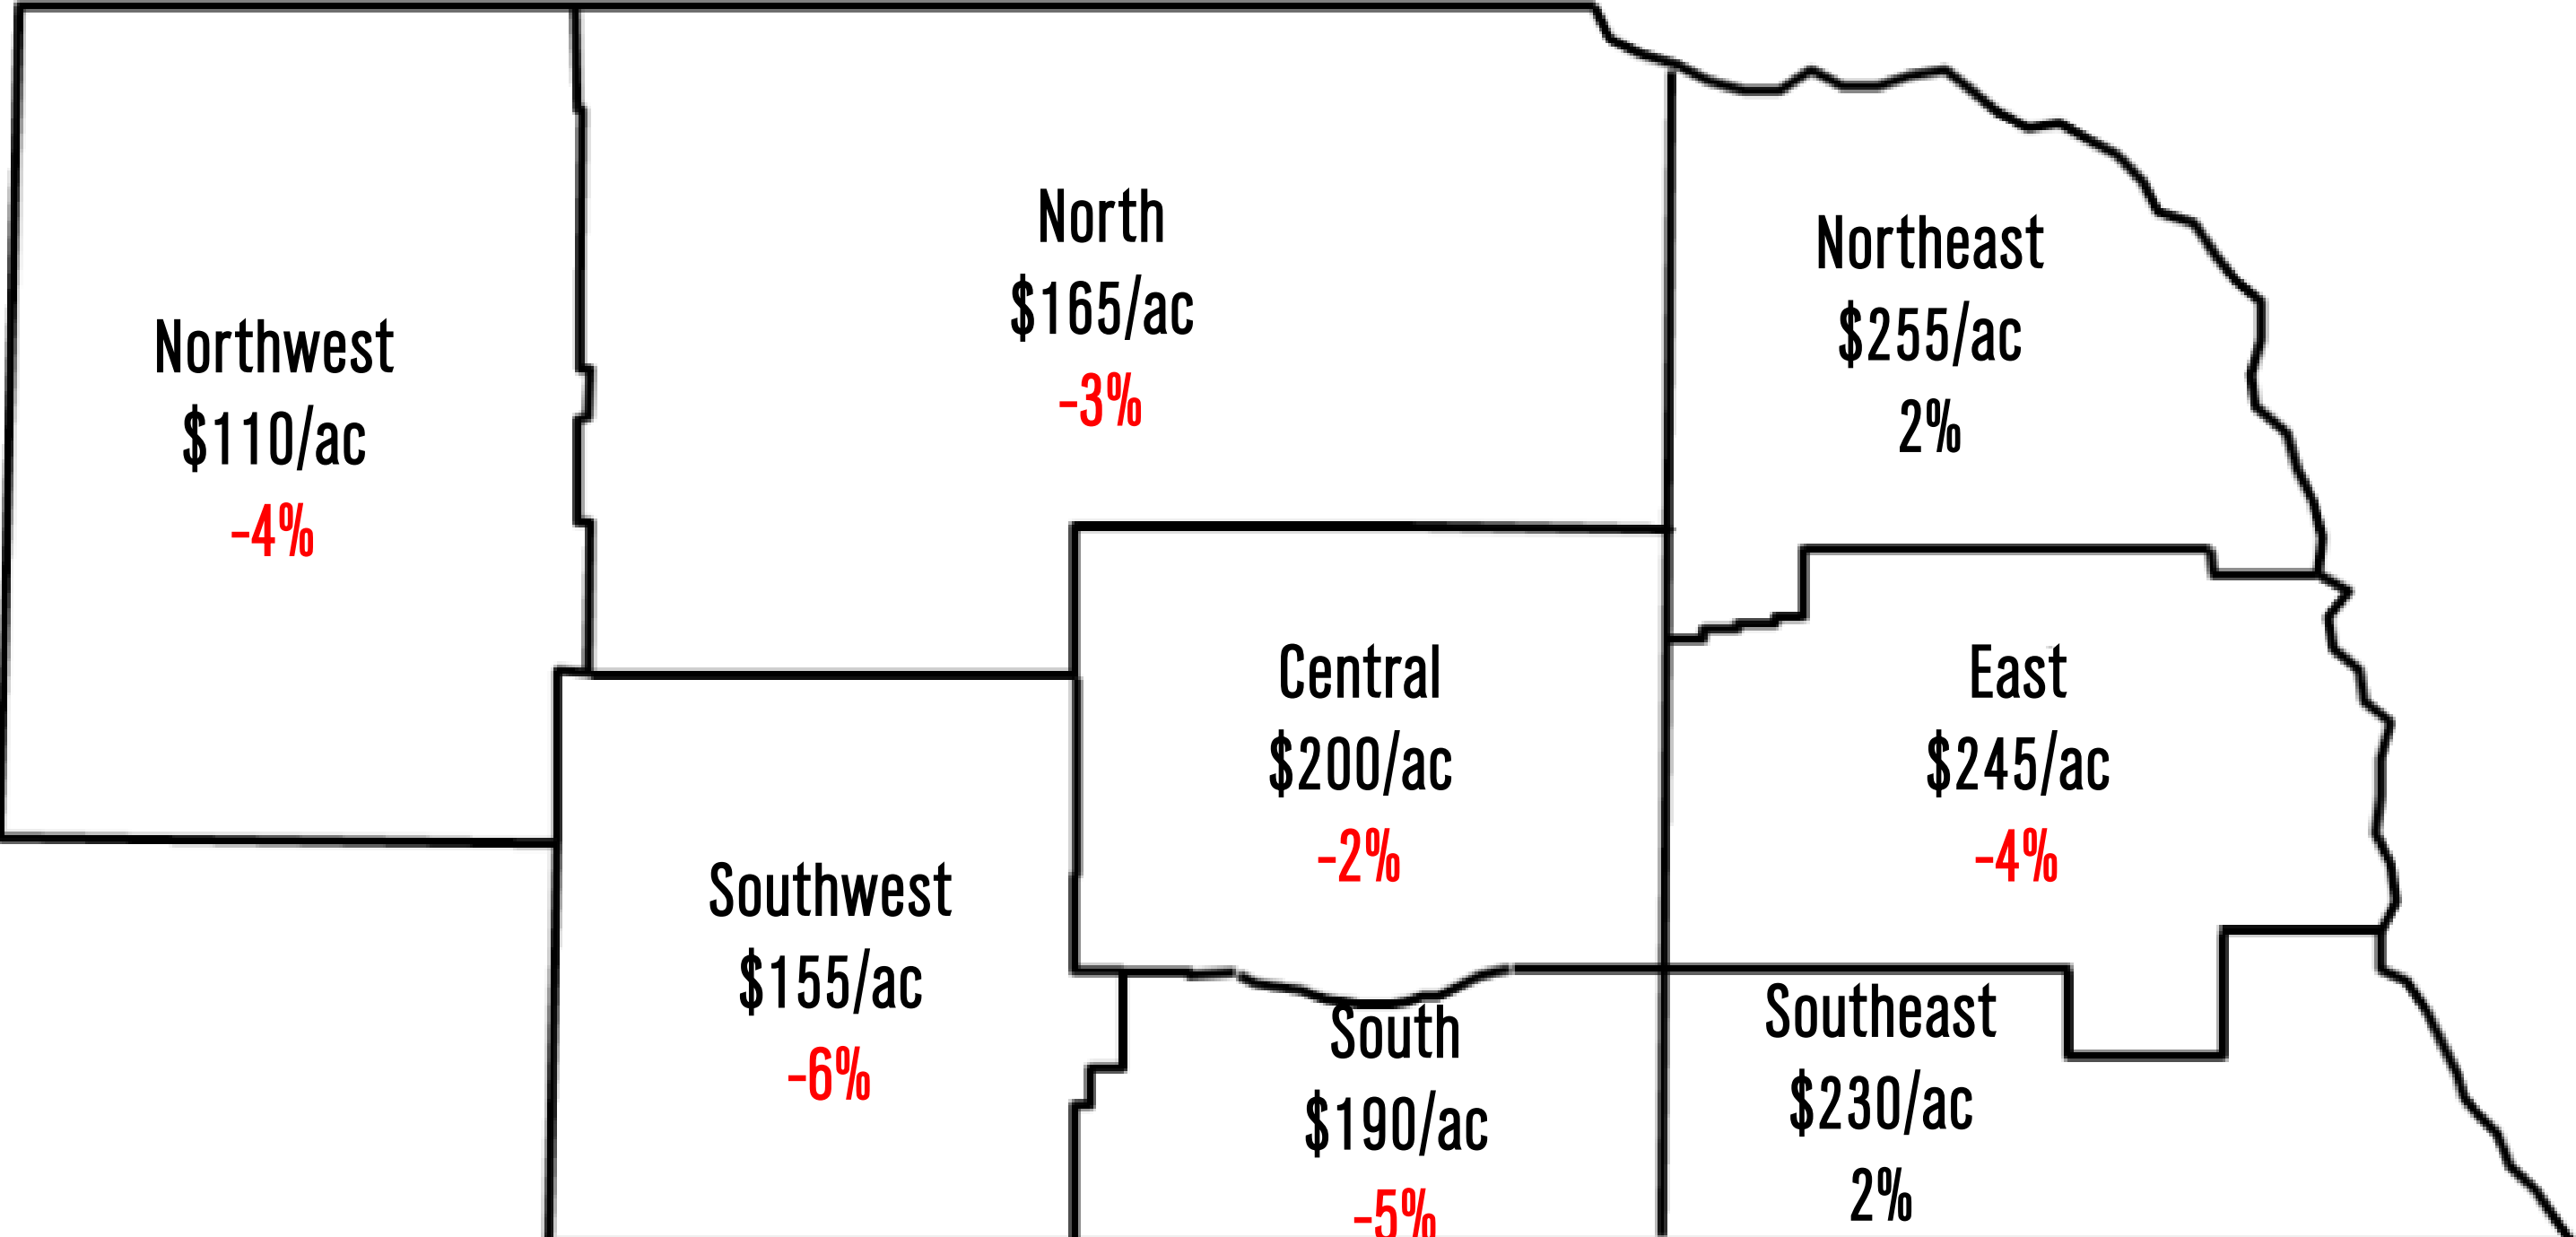 North
$165/ac
-3%
Northeast
$255/ac
2%
Northwest
$110/ac
-4%
Central
$200/ac
-2%
East
$245/ac
-4%
Southwest
$155/ac
-6%
South
$190/ac
-5%
Southeast
$230/ac
2%